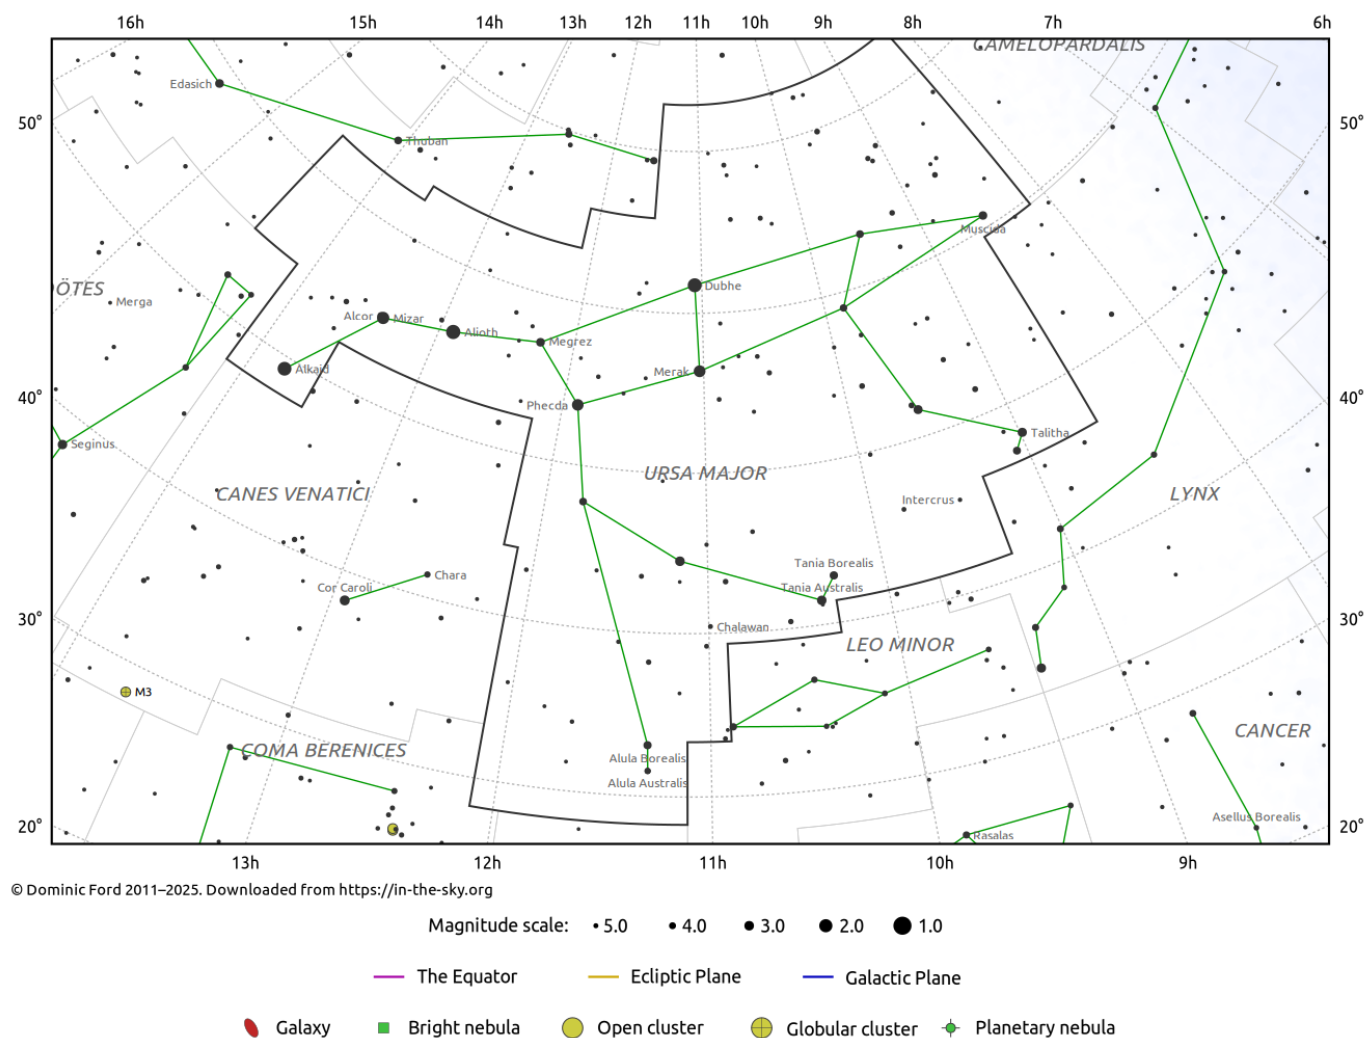 16h 15h 14h 13h 12h 11h 10h 9h 8h 7h 6h
CAMELOPARDALIS
Edasich
50° 50°
Thuban
Muscida
ÖTES
Dubhe
Merga
Alcor Mizar
Alioth
Megrez
Alkaid
Merak
40° 40°
Phecda
Talitha
Seginus
URSA MAJOR
CANES VENATICI
LYNX
Intercrus
Tania Borealis
Chara
Cor Caroli
Tania Australis
30° 30°
Chalawan
LEO MINOR
M3
CANCER
COMA BERENICES
Alula Borealis
Alula Australis
Asellus Borealis
20° 20°
Rasalas
13h 12h 11h 10h 9h
© Dominic Ford 2011–2025. Downloaded from https://in-the-sky.org
Magnitude scale: 5.0 4.0 3.0 2.0 1.0
The Equator Ecliptic Plane Galactic Plane
Galaxy Bright nebula Open cluster Globular cluster Planetary nebula